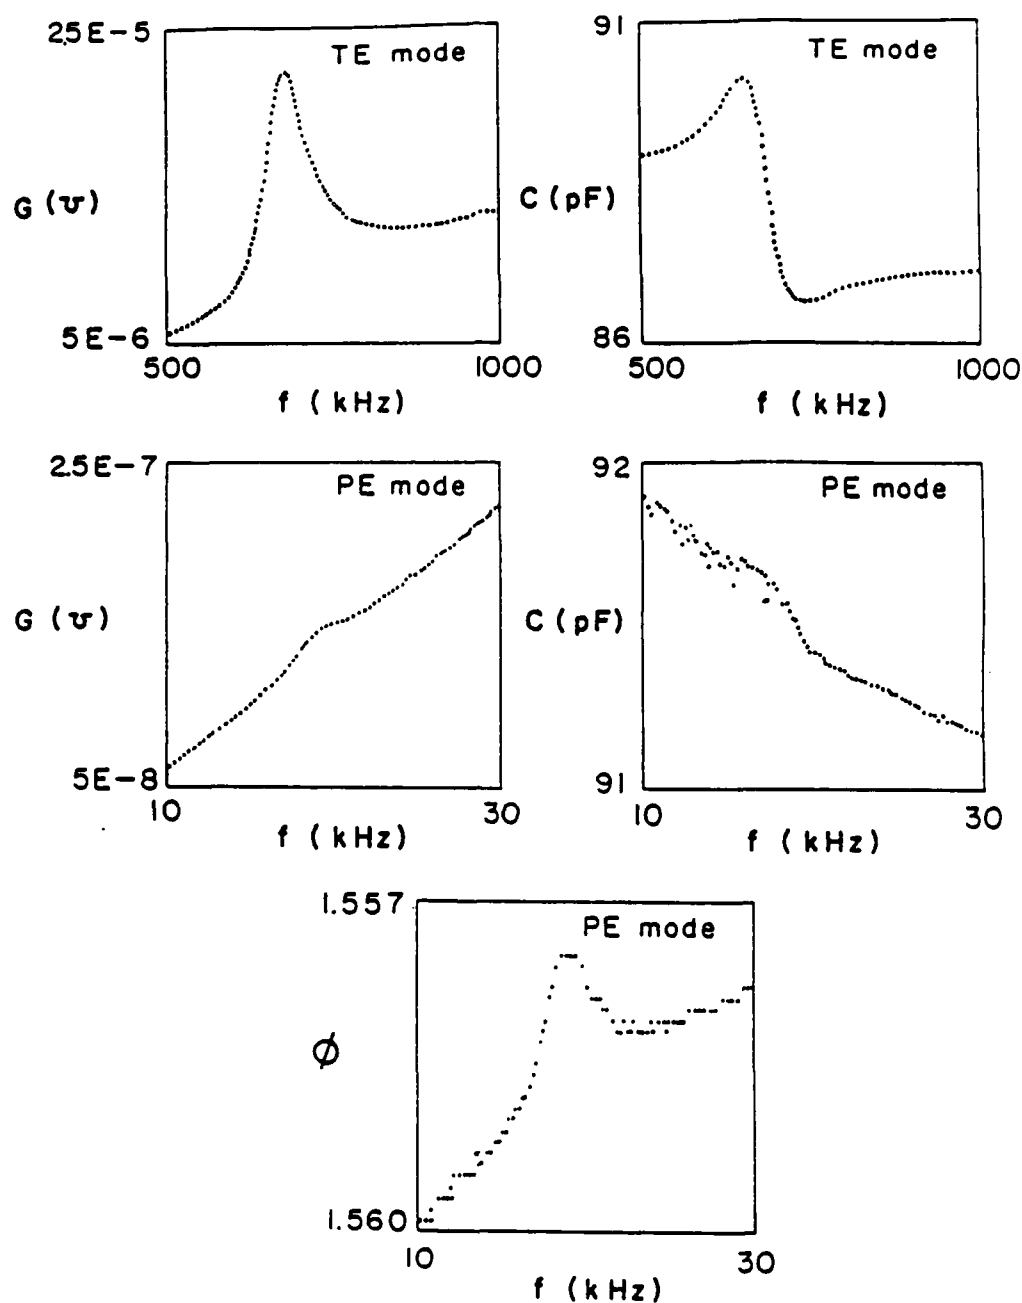 2.5E-5
TE mode
G (℧)
5E-6
500
1000
f (kHz)
91
TE mode
C (pF)
86
500
1000
f (kHz)
2.5E-7
PE mode
G (℧)
5E-8
10
30
f (kHz)
92
PE mode
C (pF)
91
10
30
f (kHz)
1.557
PE mode
ϕ
1.560
10
30
f (kHz)